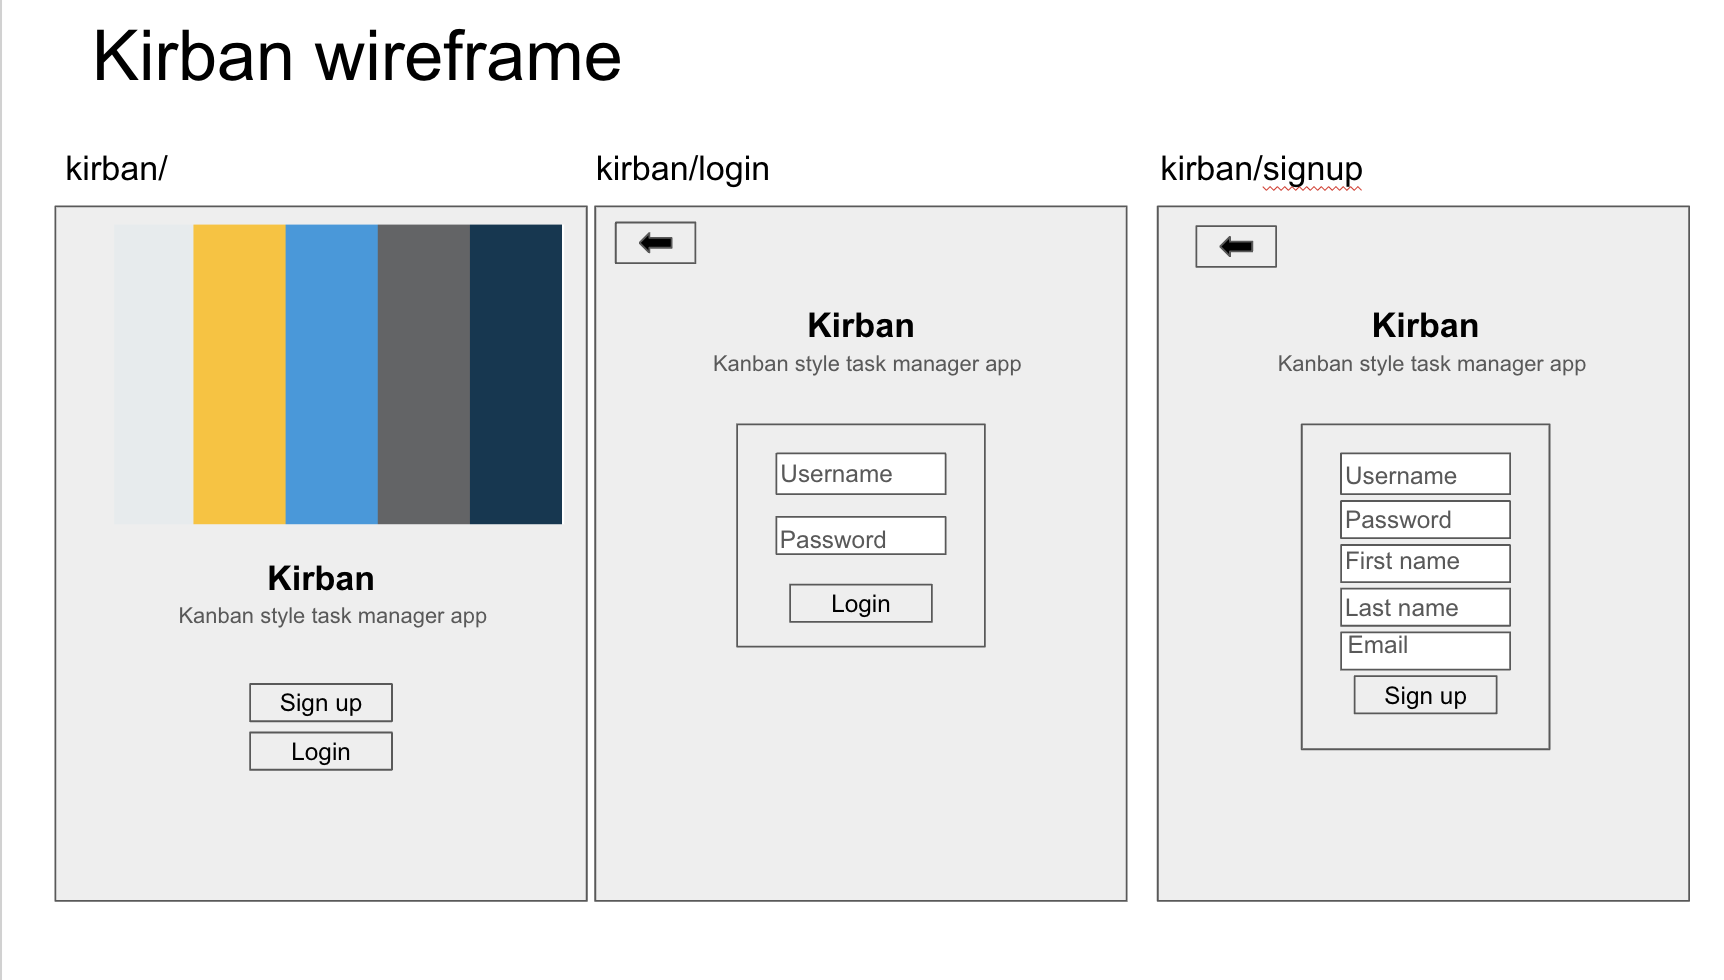 Kirban wireframe
kirban/
Kirban
Kanban style task manager app
Sign up
Login
kirban/login
Kirban
Kanban style task manager app
Username
Password
Login
kirban/signup
Kirban
Kanban style task manager app
Username
Password
First name
Last name
Email
Sign up